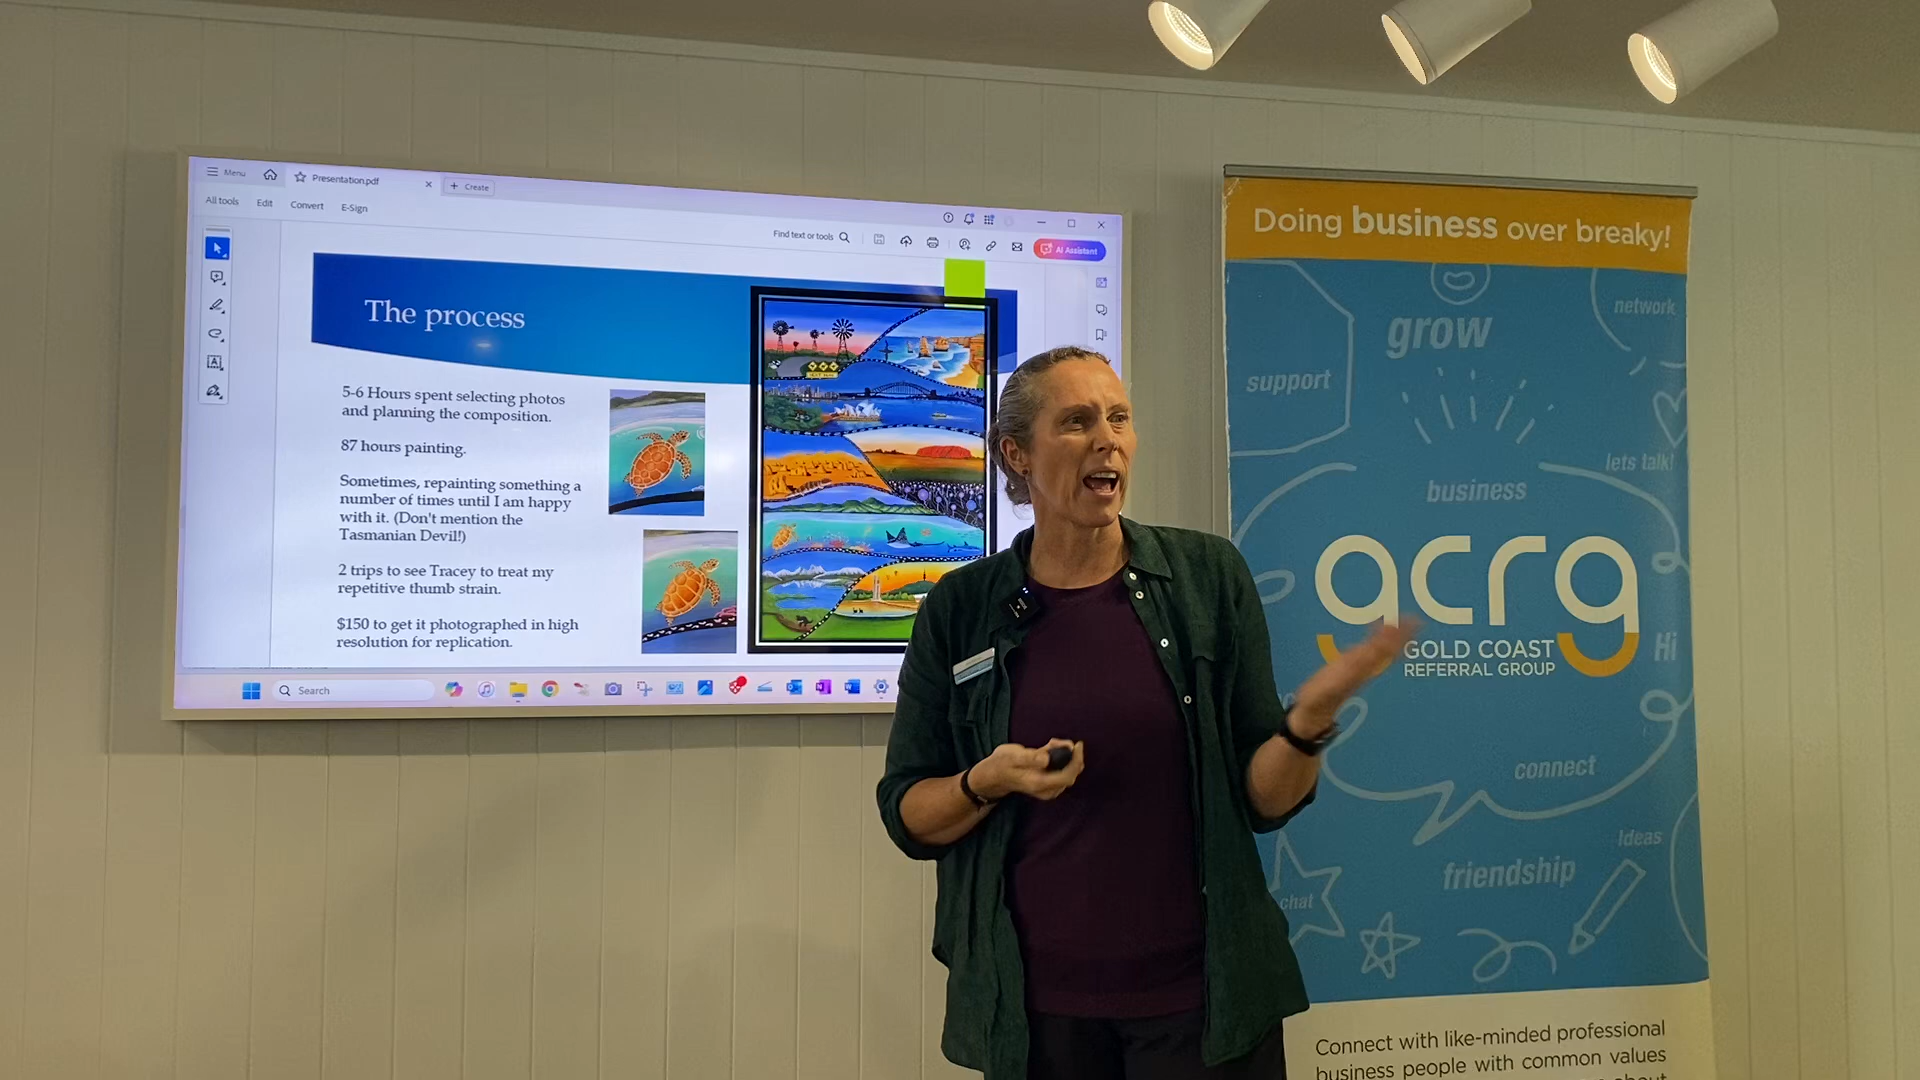 Menu
Presentation.pdf
Create
All tools
Edit
Convert
E-Sign
Find text or tools
AI Assistant
The process
5-6 Hours spent selecting photos
and planning the composition.
87 hours painting.
Sometimes, repainting something a
number of times until I am happy
with it. (Don't mention the
Tasmanian Devil!)
2 trips to see Tracey to treat my
repetitive thumb strain.
$150 to get it photographed in high
resolution for replication.
Search
Doing business over breaky!
network
grow
support
lets talk!
business
gcrg
GOLD COAST
REFERRAL GROUP
Hi
connect
Ideas
friendship
chat
Connect with like-minded professional
business people with common values
about